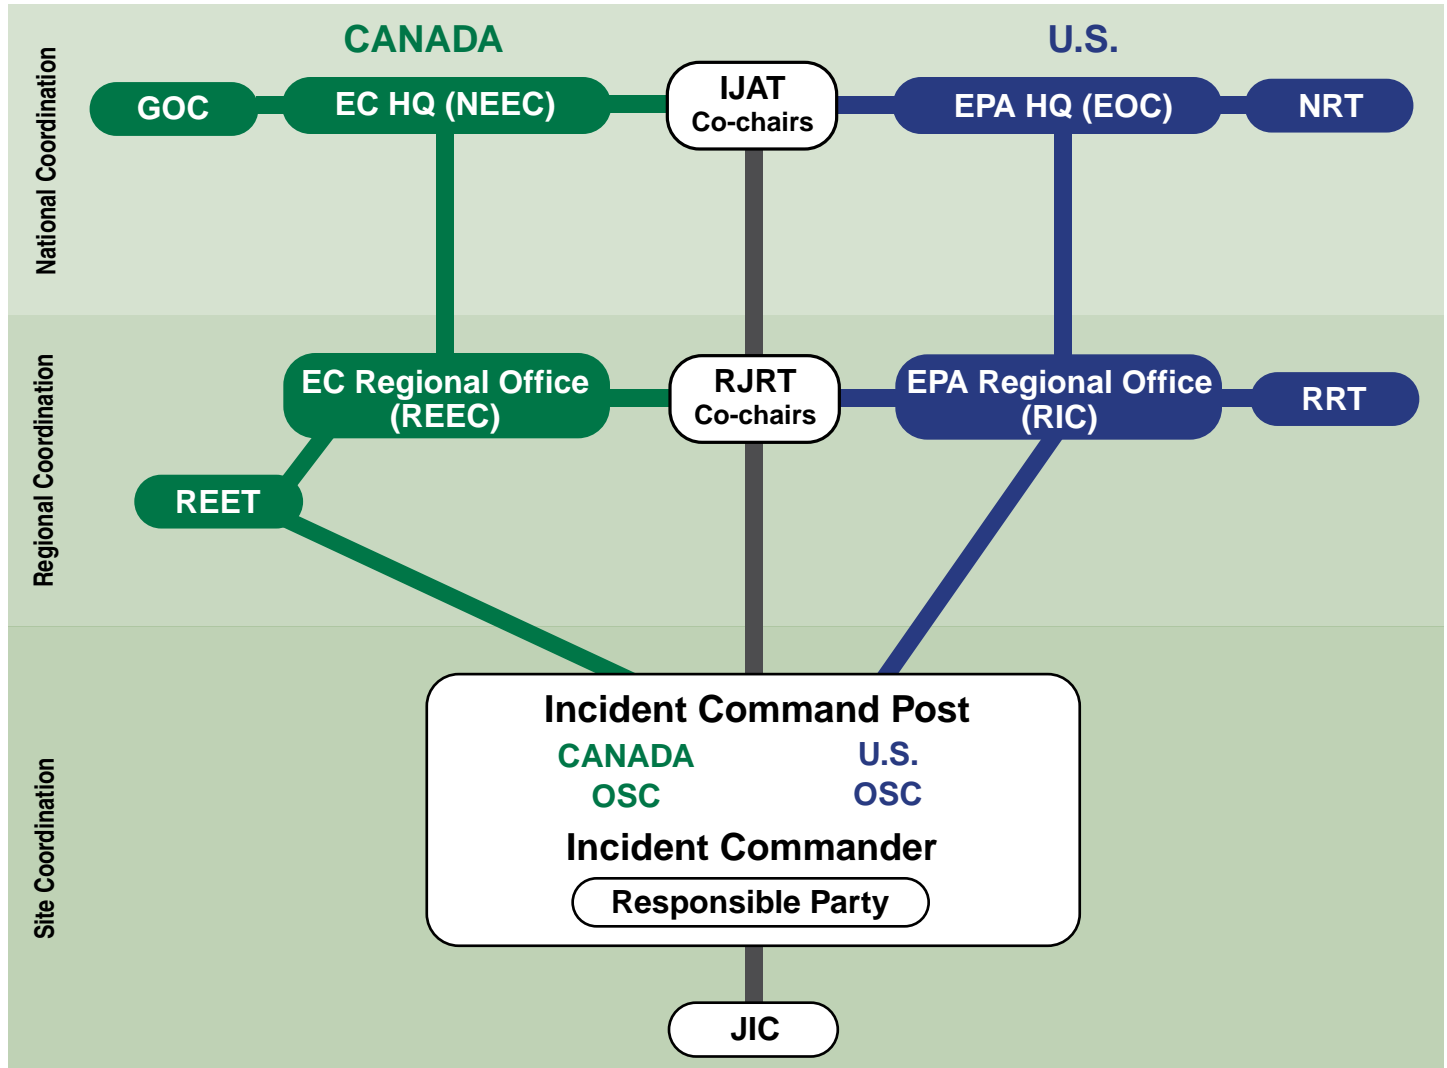 CANADA
U.S.
National Coordination
GOC
EC HQ (NEEC)
IJAT
Co-chairs
EPA HQ (EOC)
NRT
Regional Coordination
EC Regional Office
(REEC)
RJRT
Co-chairs
EPA Regional Office
(RIC)
RRT
REET
Site Coordination
Incident Command Post
CANADA
OSC
U.S.
OSC
Incident Commander
Responsible Party
JIC